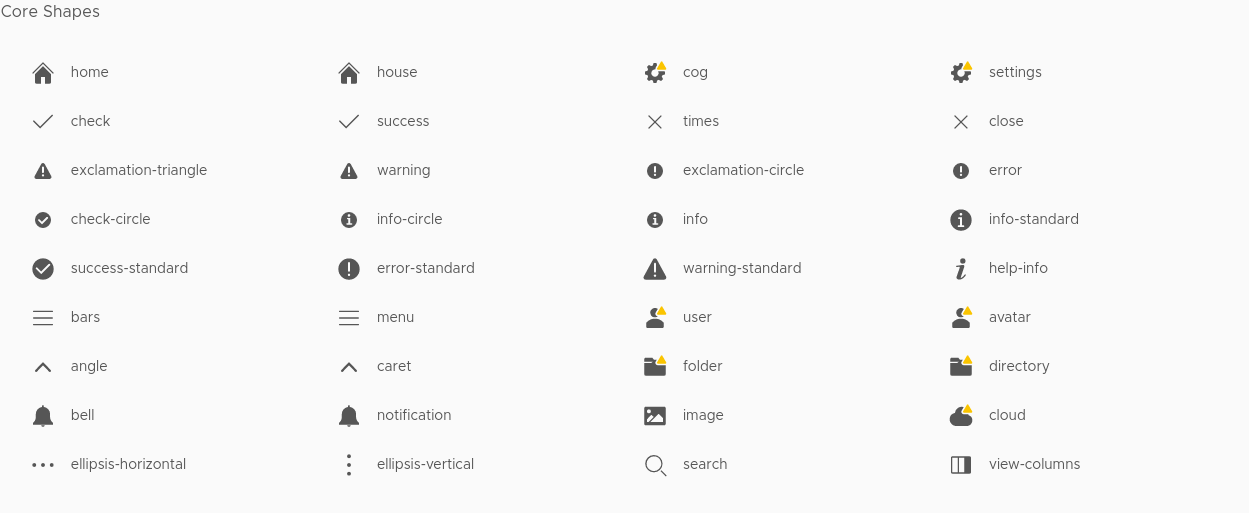 Core Shapes
home house cog settings
check success times close
exclamation-triangle warning exclamation-circle error
check-circle info-circle info info-standard
success-standard error-standard warning-standard help-info
bars menu user avatar
angle caret folder directory
bell notification image cloud
ellipsis-horizontal ellipsis-vertical search view-columns